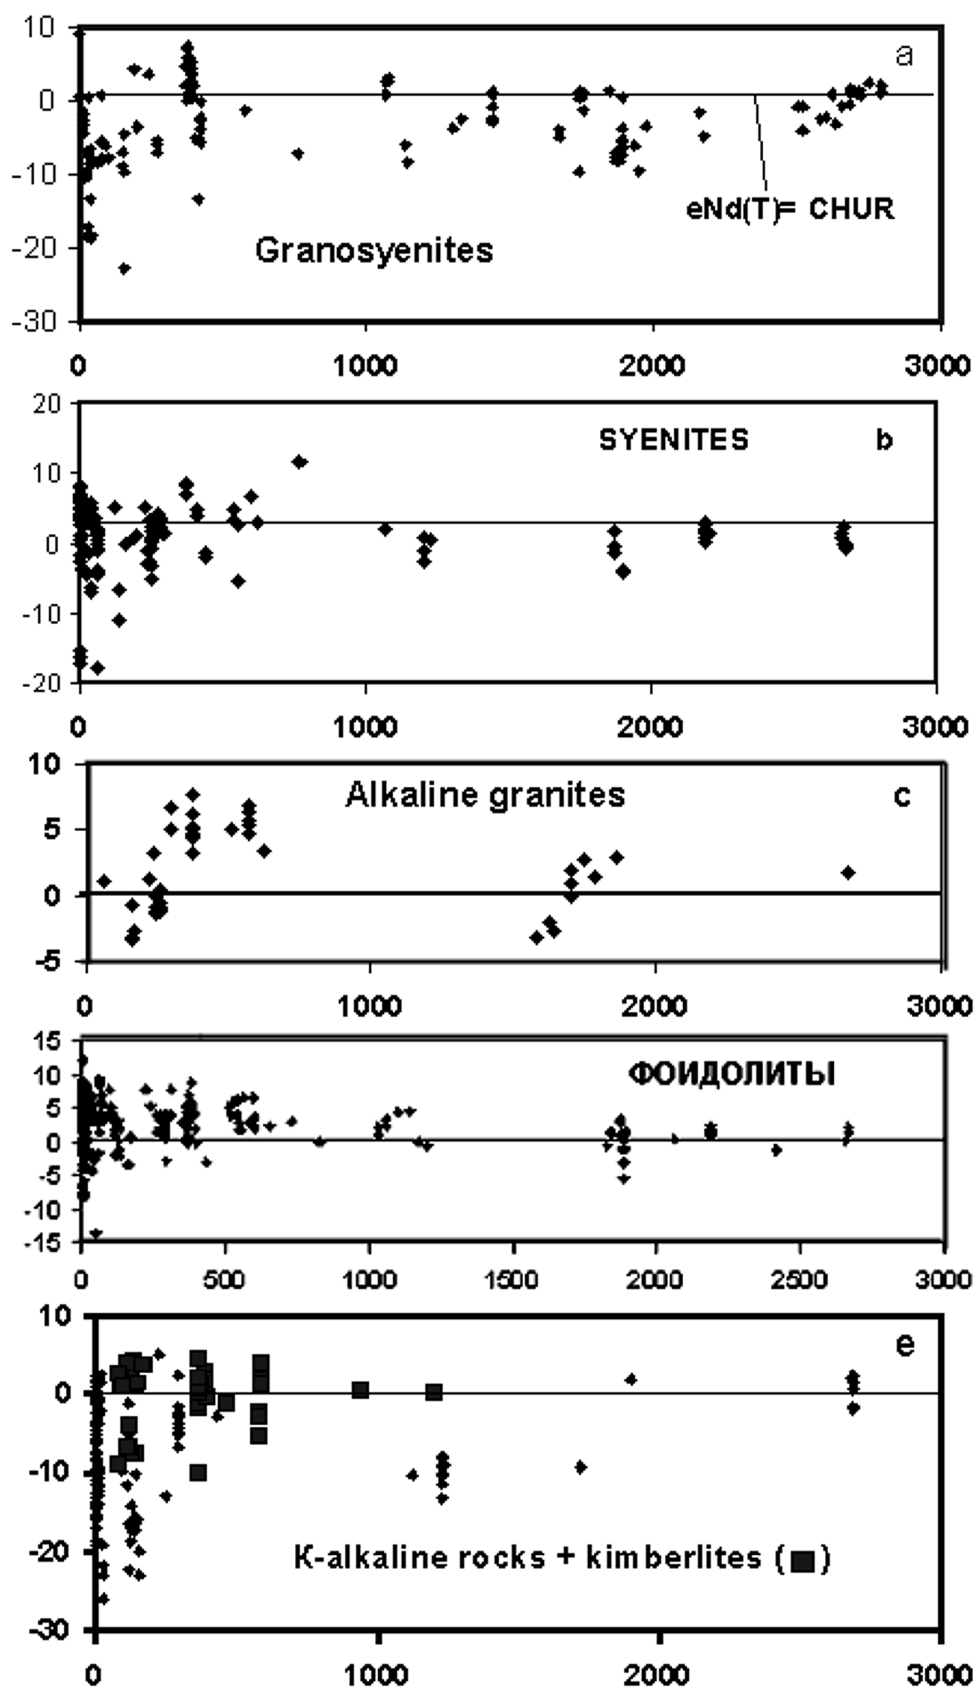 10
a
0
-10
eNd(T)= CHUR
-20
Granosyenites
-30
0 1000 2000 3000
20
SYENITES b
10
0
-10
-20
0 1000 2000 3000
10
Alkaline granites c
5
0
-5
0 1000 2000 3000
15
ФОИДОЛИТЫ
10
5
0
-5
-10
-15
0 500 1000 1500 2000 2500 3000
10
e
0
-10
-20
K-alkaline rocks + kimberlites (■)
-30
0 1000 2000 3000